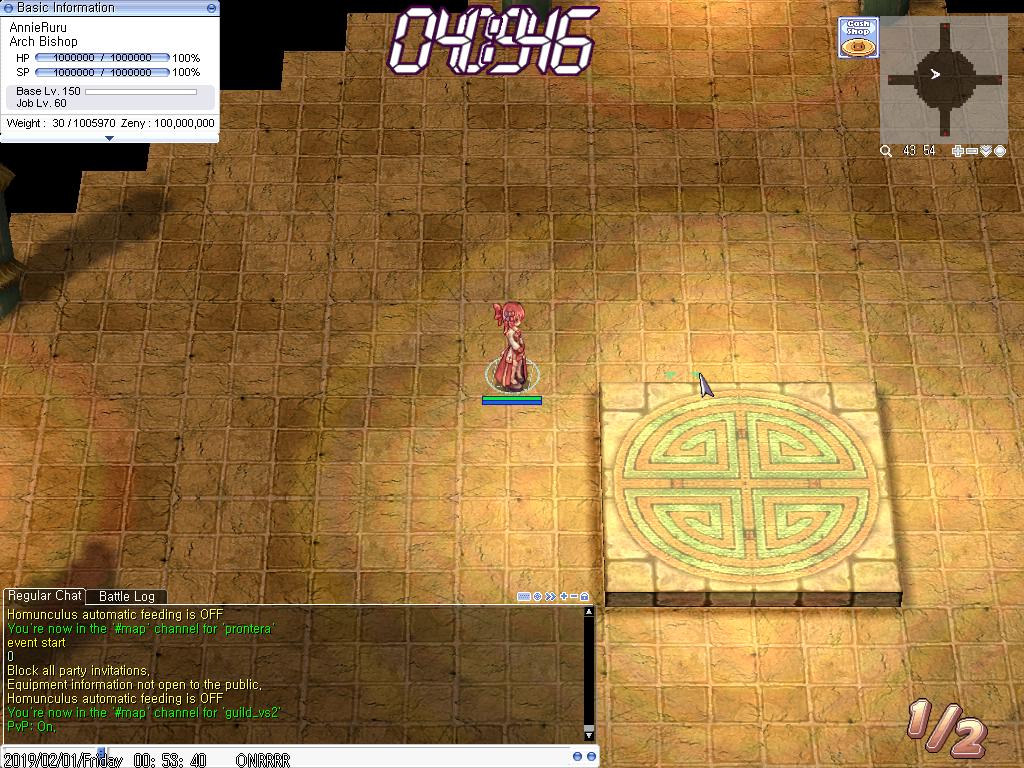 Basic Information
AnnieRuru
Arch Bishop
HP 1000000 / 1000000 100%
SP 1000000 / 1000000 100%
Base Lv. 150
Job Lv. 60
Weight : 30 / 1005970 Zeny : 100,000,000
Cash Shop
43 54
Regular Chat Battle Log
Homunculus automatic feeding is OFF
You're now in the '#map' channel for 'prontera'
event start
0
Block all party invitations.
Equipment information not open to the public.
Homunculus automatic feeding is OFF
You're now in the '#map' channel for 'guild_vs2'
PvP: On.
2019/02/01/Friday 00: 53: 40 ONRRRR
1/2